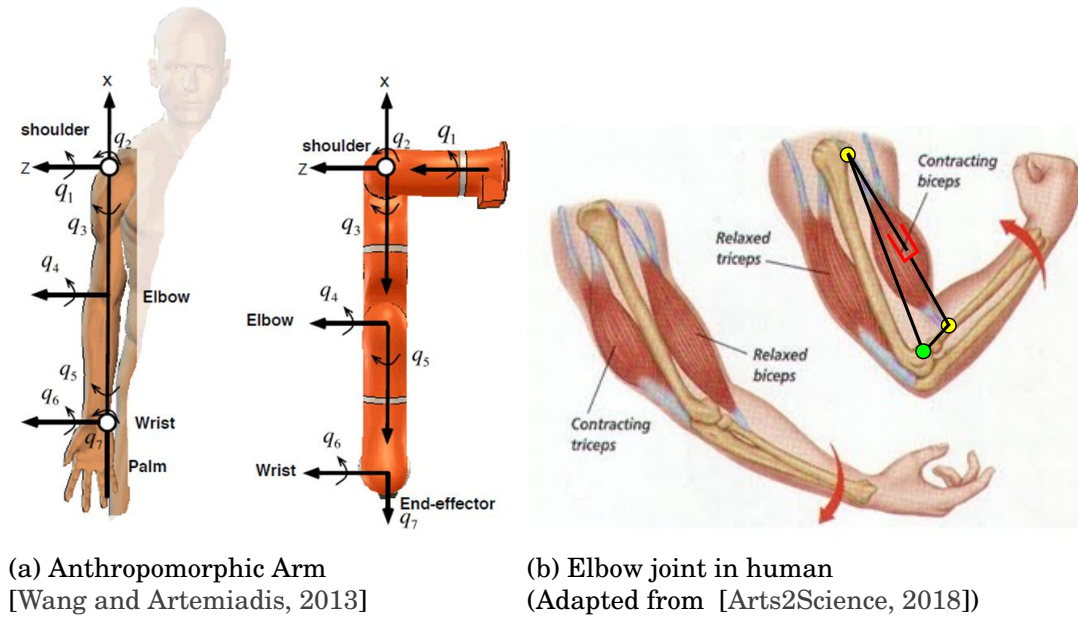 X
shoulder
q2
Z
q1
q3
q4
Elbow
q5
q6
Wrist
q7
Palm
X
shoulder
q2
q1
Z
q3
q4
Elbow
q5
q6
Wrist
End-effector
q7
Contracting
biceps
Relaxed
triceps
Relaxed
biceps
Contracting
triceps
(a) Anthropomorphic Arm
[Wang and Artemiadis, 2013]
(b) Elbow joint in human
(Adapted from [Arts2Science, 2018])